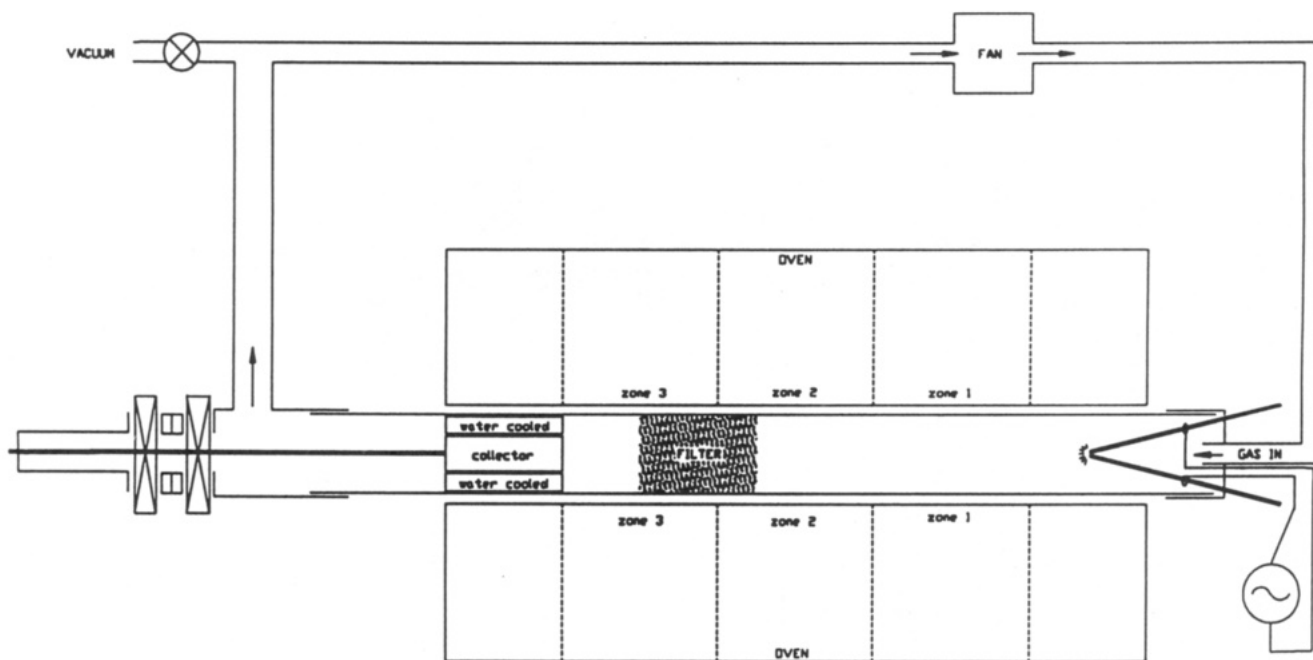 VACUUM
FAN
OVEN
zone 3
zone 2
zone 1
water cooled
collector
FILTER
GAS IN
water cooled
zone 3
zone 2
zone 1
OVEN